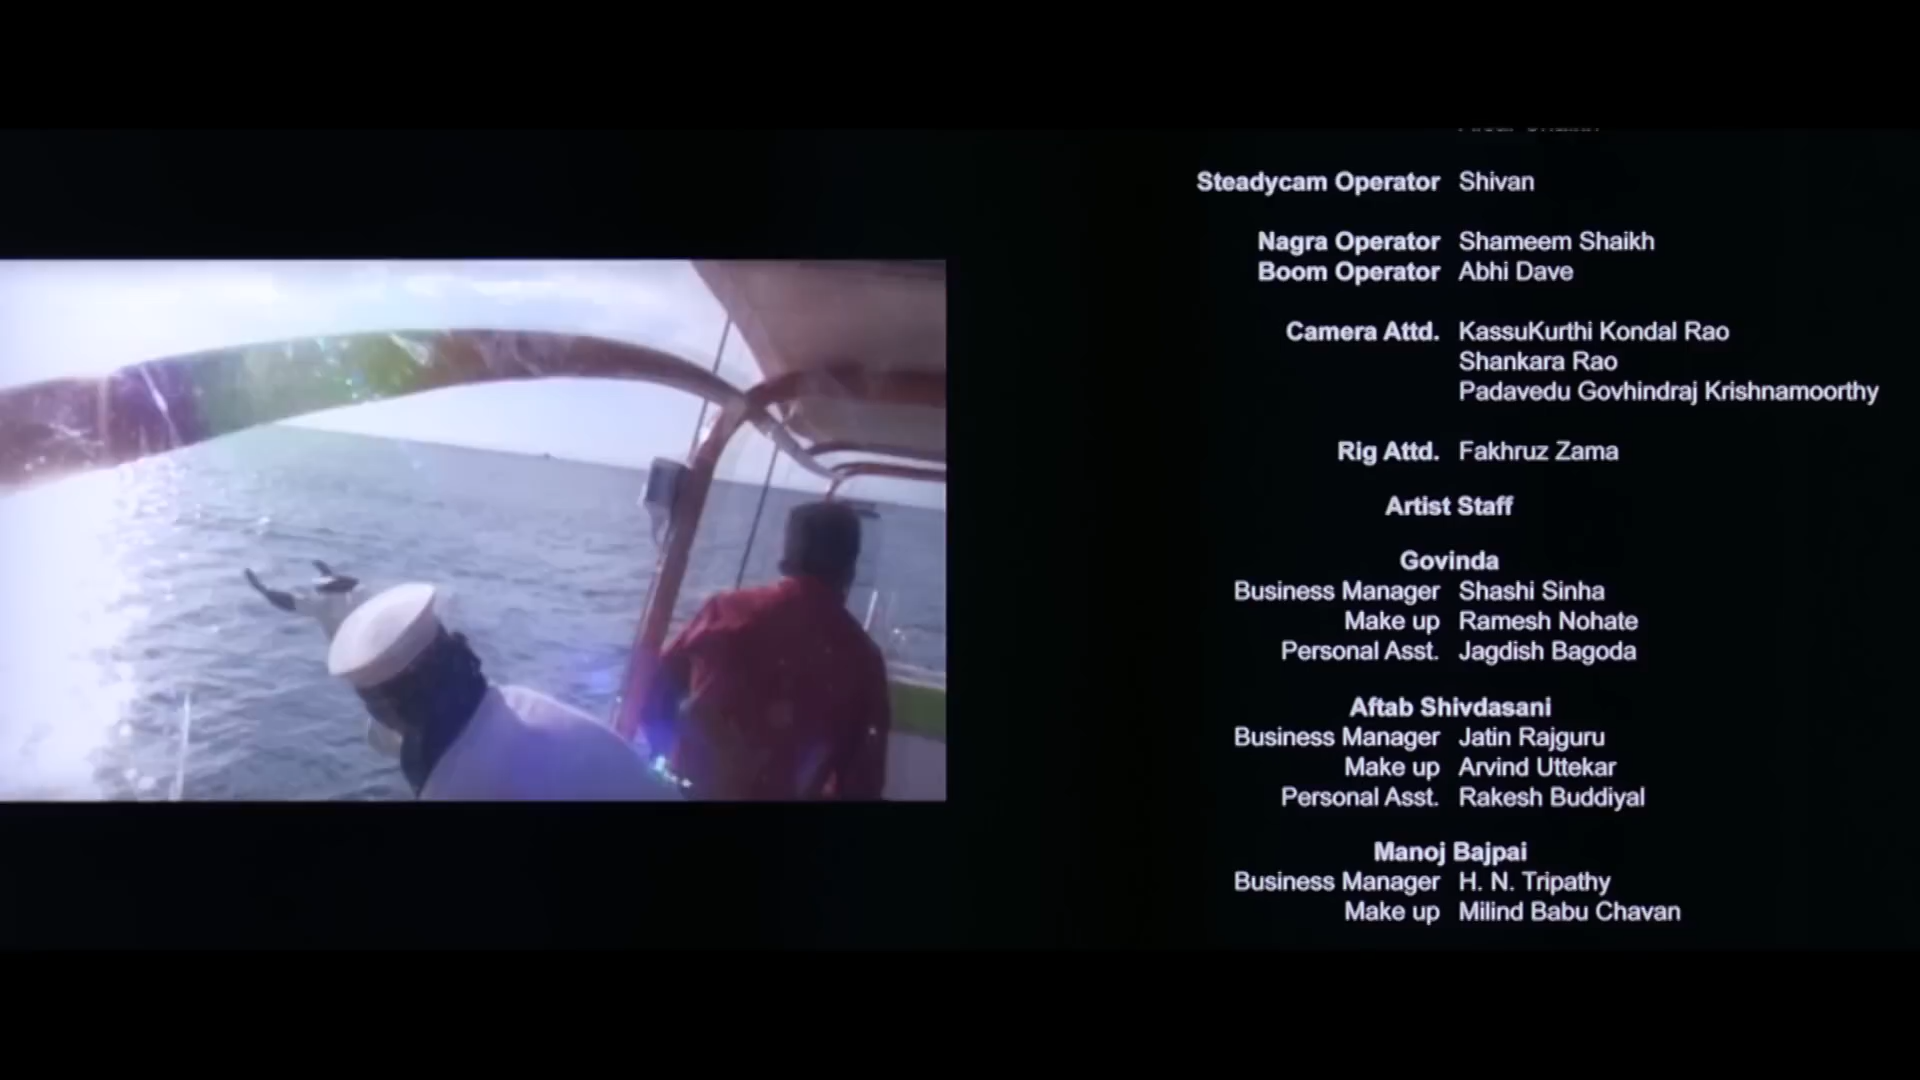 Steadycam Operator Shivan
Nagra Operator Shameem Shaikh
Boom Operator Abhi Dave
Camera Attd. KassuKurthi Kondal Rao
Shankara Rao
Padavedu Govhindraj Krishnamoorthy
Rig Attd. Fakhruz Zama
Artist Staff
Govinda
Business Manager Shashi Sinha
Make up Ramesh Nohate
Personal Asst. Jagdish Bagoda
Aftab Shivdasani
Business Manager Jatin Rajguru
Make up Arvind Uttekar
Personal Asst. Rakesh Buddiyal
Manoj Bajpai
Business Manager H. N. Tripathy
Make up Milind Babu Chavan